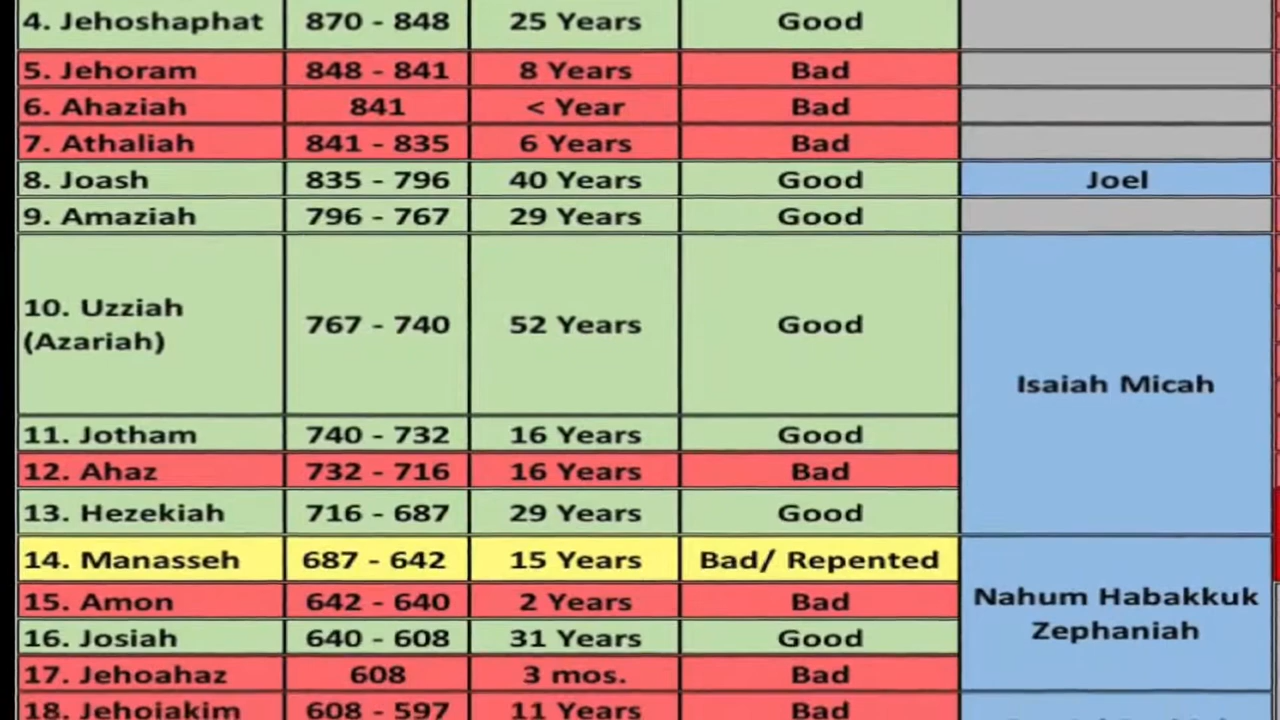 4. Jehoshaphat 870 - 848 25 Years Good
5. Jehoram 848 - 841 8 Years Bad
6. Ahaziah 841 < Year Bad
7. Athaliah 841 - 835 6 Years Bad
8. Joash 835 - 796 40 Years Good Joel
9. Amaziah 796 - 767 29 Years Good
10. Uzziah
(Azariah) 767 - 740 52 Years Good
Isaiah Micah
11. Jotham 740 - 732 16 Years Good
12. Ahaz 732 - 716 16 Years Bad
13. Hezekiah 716 - 687 29 Years Good
14. Manasseh 687 - 642 15 Years Bad/ Repented
Nahum Habakkuk
Zephaniah
15. Amon 642 - 640 2 Years Bad
16. Josiah 640 - 608 31 Years Good
17. Jehoahaz 608 3 mos. Bad
18. Jehoiakim 608 - 597 11 Years Bad